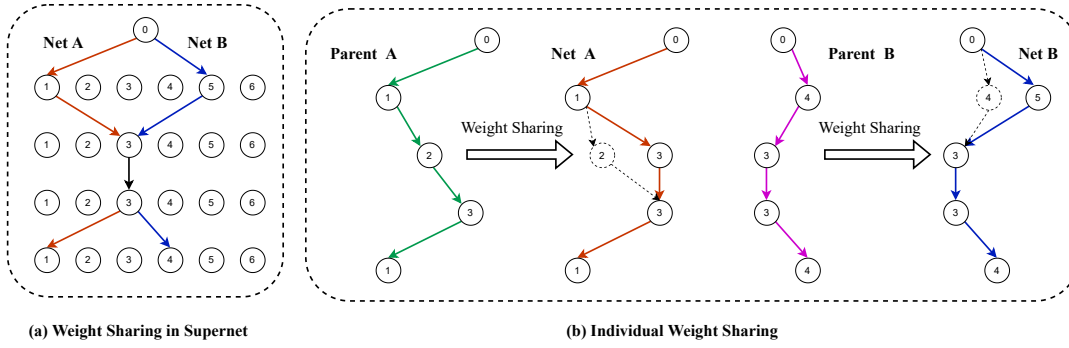 0
Net A Net B
1 2 3 4 5 6
1 2 3 4 5 6
1 2 3 4 5 6
1 2 3 4 5 6
(a) Weight Sharing in Supernet
Parent A
0
1
2
3
1
Weight Sharing
Net A
0
1
2
3
3
1
Parent B
0
4
3
3
4
Weight Sharing
Net B
0
4
5
3
3
4
(b) Individual Weight Sharing